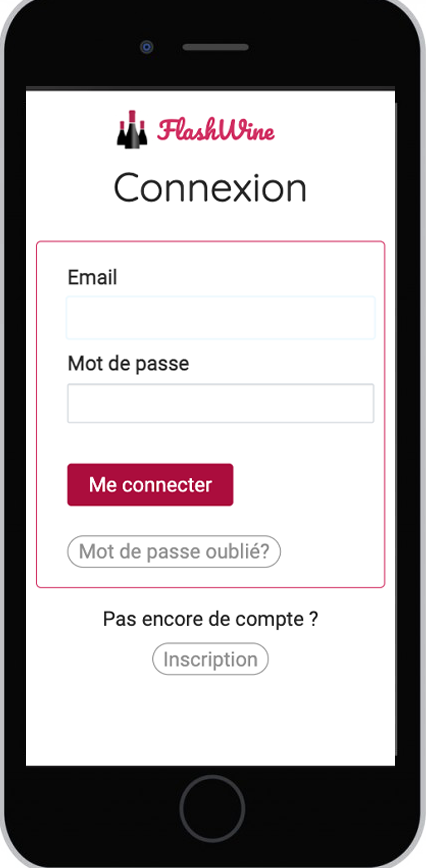 FlashWine
Connexion
Email
Mot de passe
Me connecter
Mot de passe oublié?
Pas encore de compte ?
Inscription